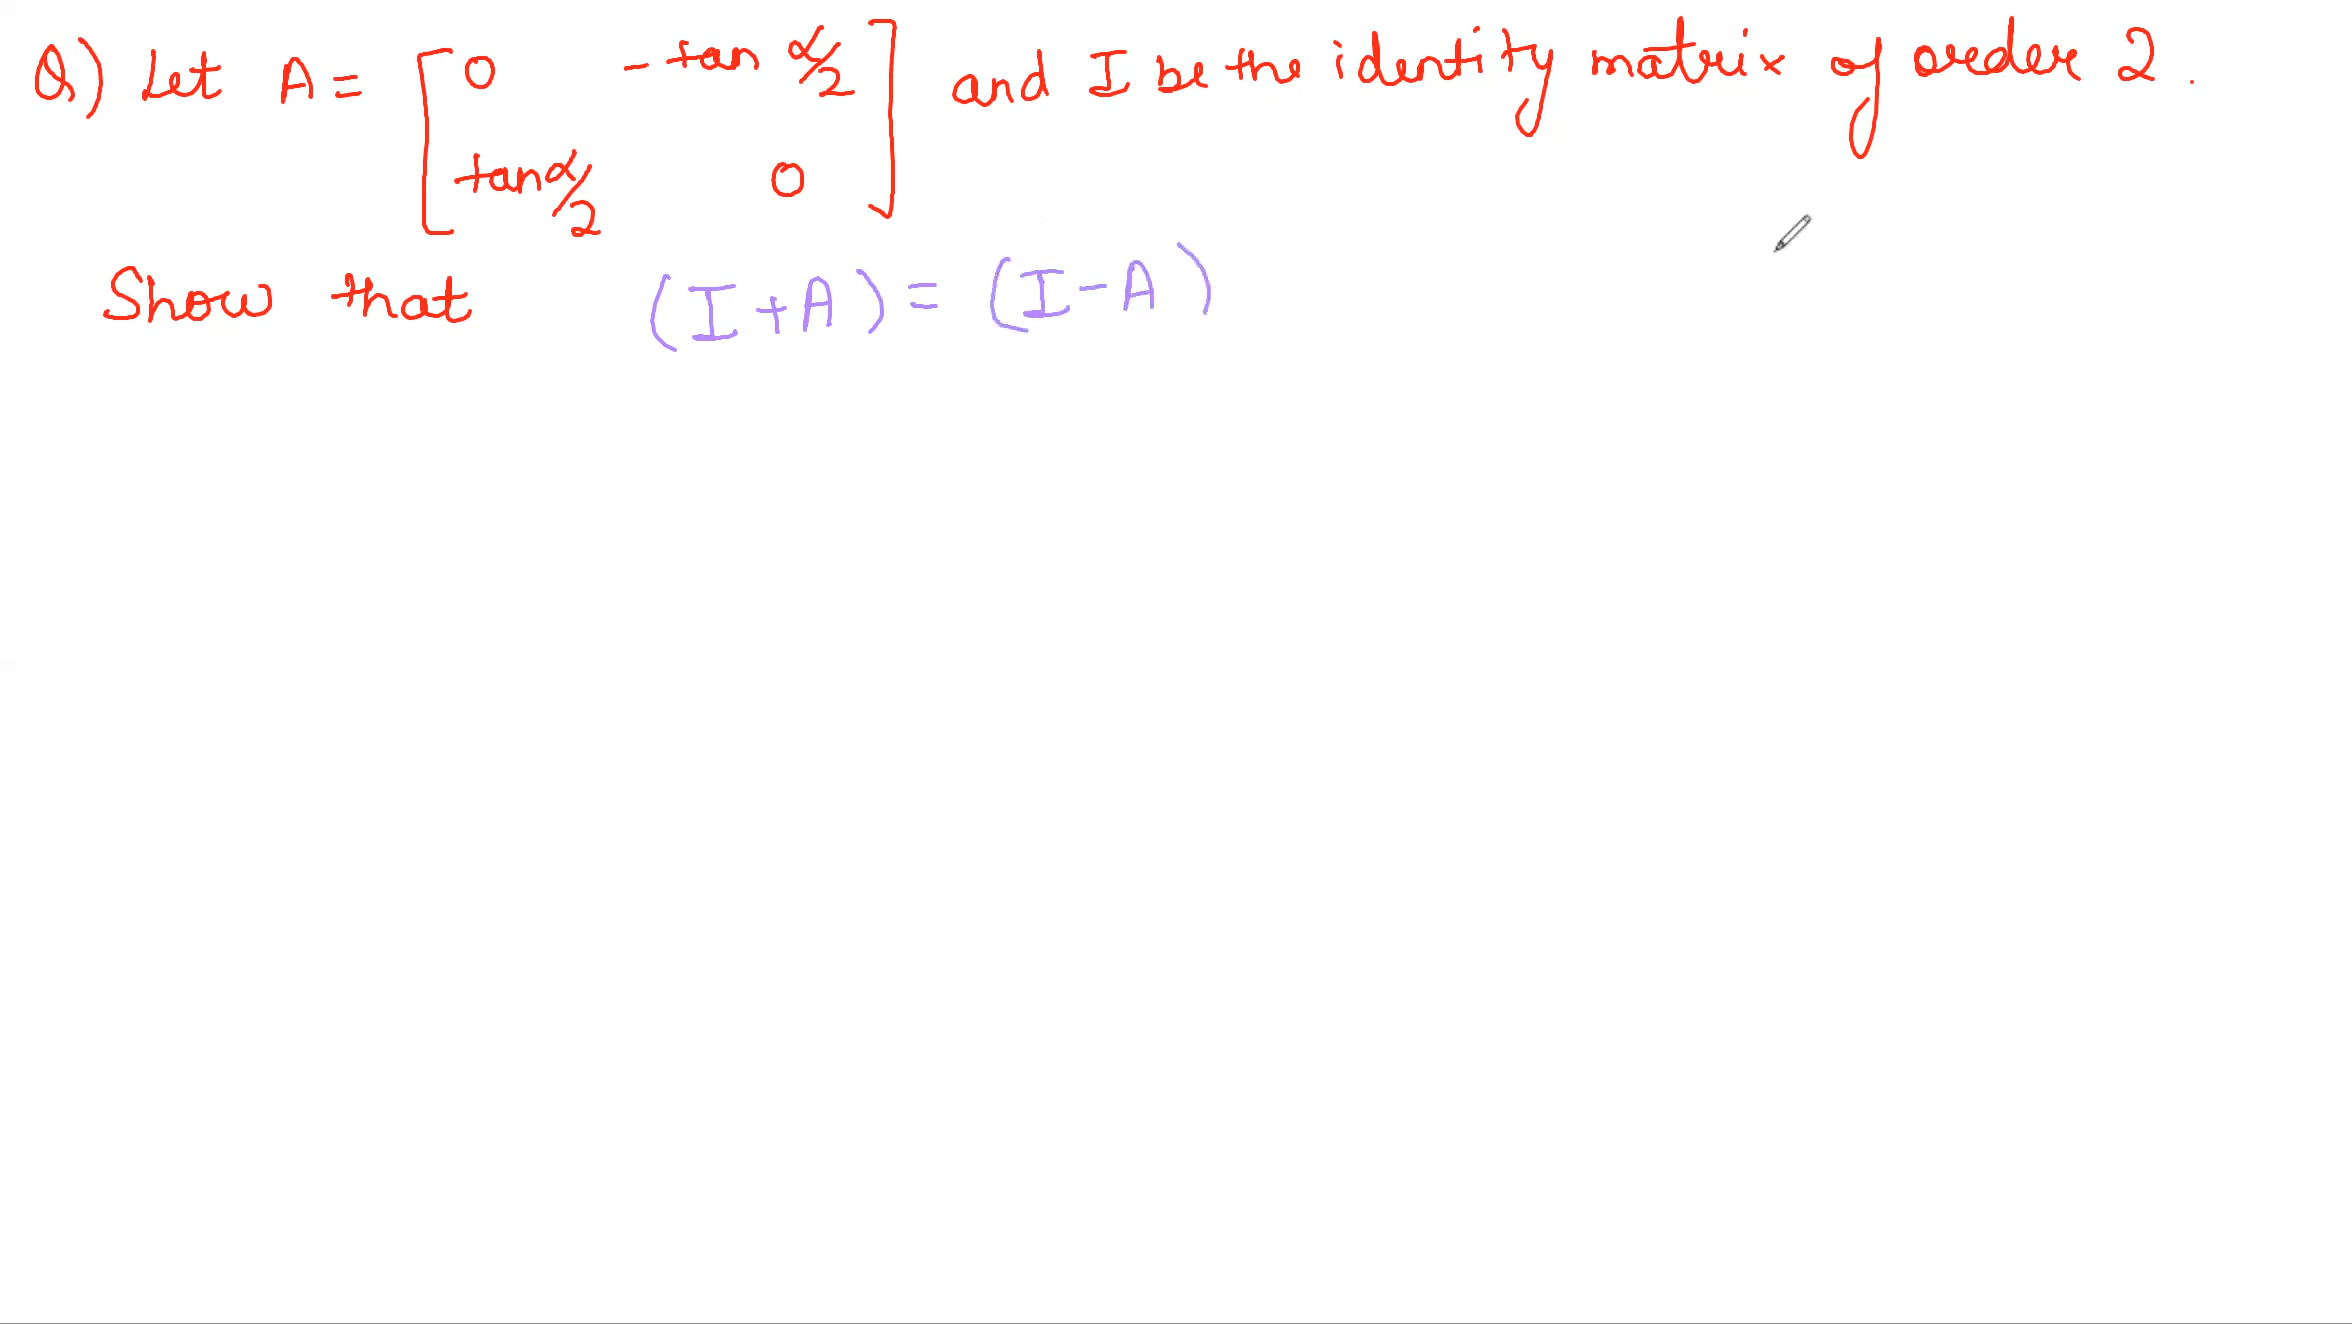 Q) Let A = [ 0 -tan α/2 ] and I be the identity matrix of order 2.
[ tan α/2 0 ]
Show that (I + A) = (I - A)